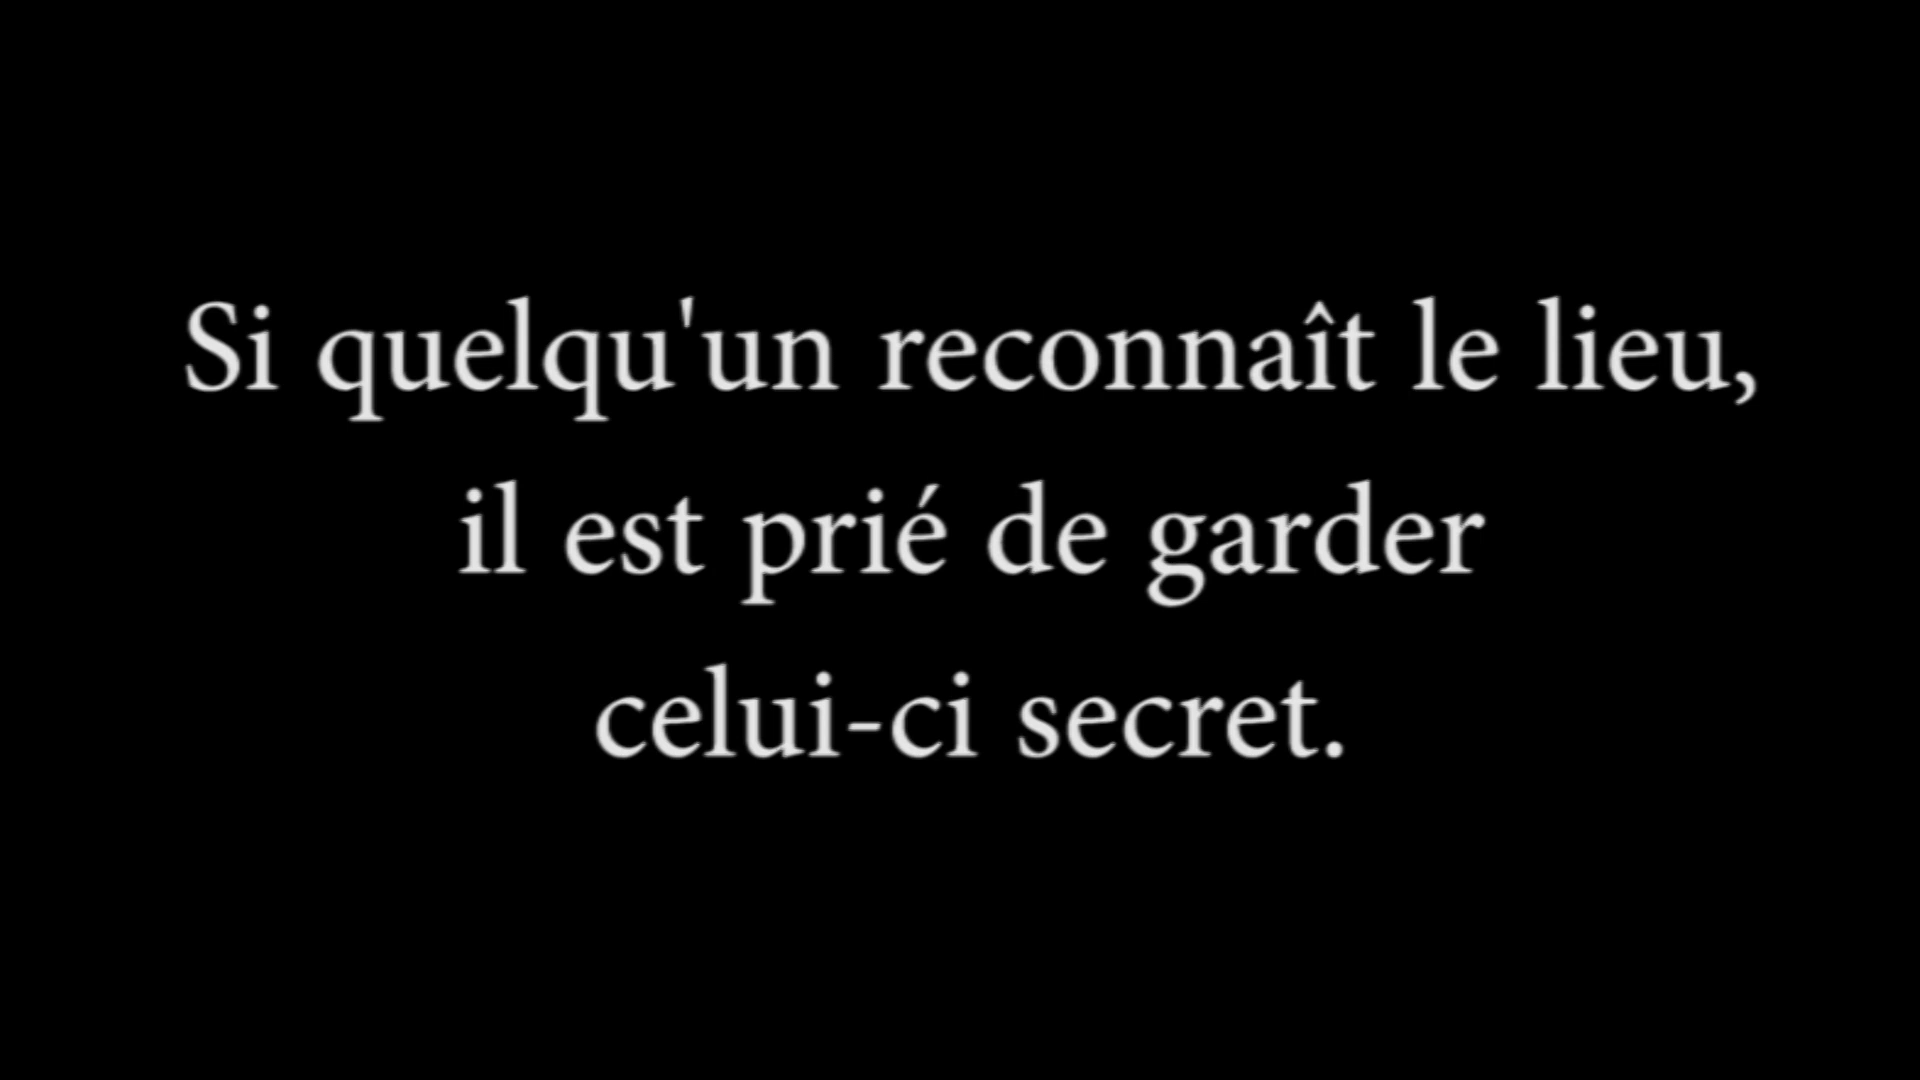 Si quelqu'un reconnaît le lieu,
il est prié de garder
celui-ci secret.